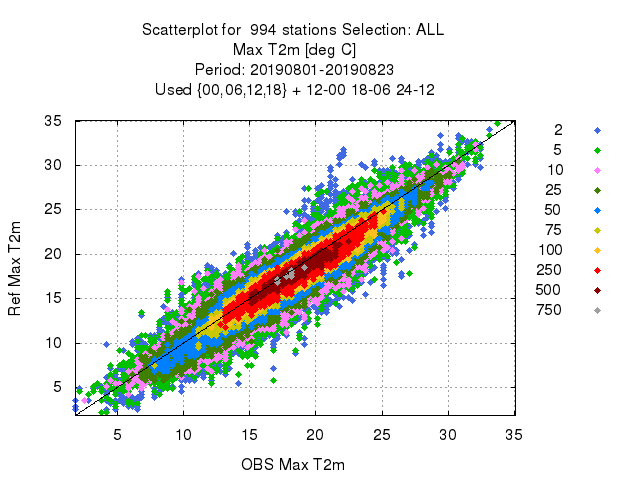 Scatterplot for 994 stations Selection: ALL
Max T2m [deg C]
Period: 20190801-20190823
Used {00,06,12,18} + 12-00 18-06 24-12
35
30
25
20
15
10
5
Ref Max T2m
5 10 15 20 25 30 35
OBS Max T2m
2
5
10
25
50
75
100
250
500
750